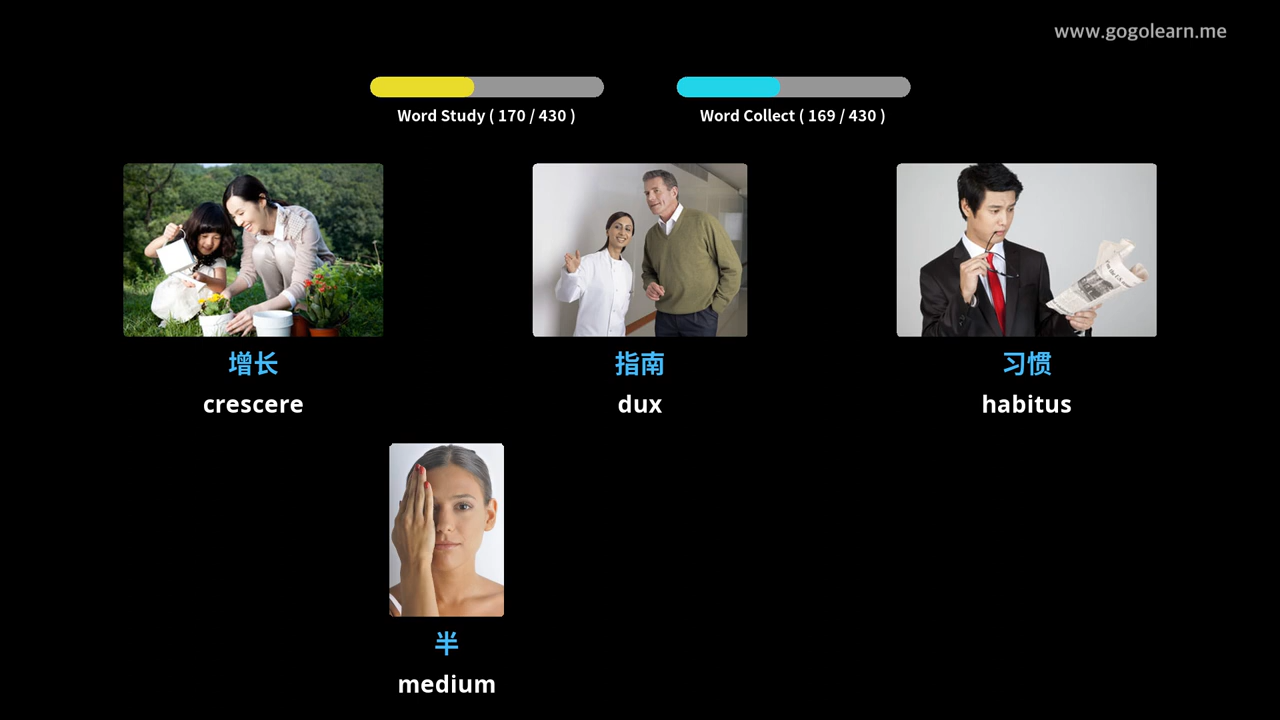 www.gogolearn.me
Word Study ( 170 / 430 )
Word Collect ( 169 / 430 )
增长
crescere
指南
dux
习惯
habitus
半
medium